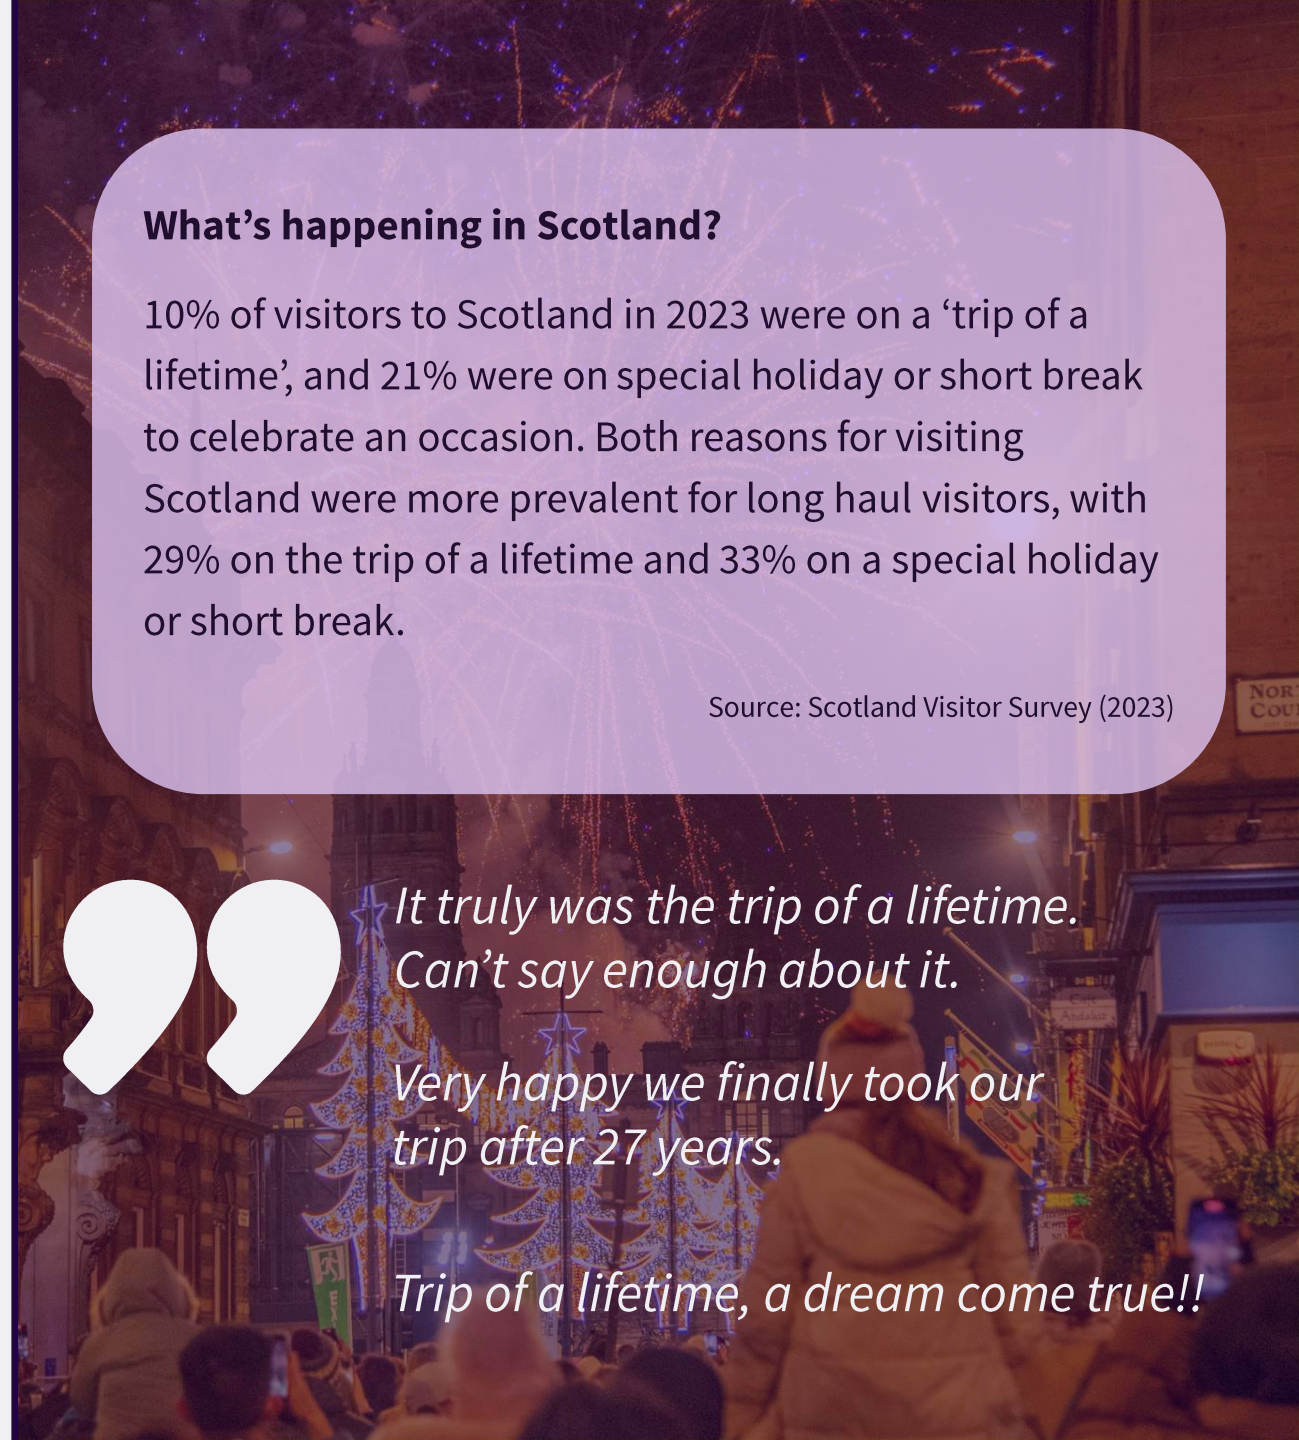 What’s happening in Scotland?
10% of visitors to Scotland in 2023 were on a ‘trip of a
lifetime’, and 21% were on special holiday or short break
to celebrate an occasion. Both reasons for visiting
Scotland were more prevalent for long haul visitors, with
29% on the trip of a lifetime and 33% on a special holiday
or short break.
Source: Scotland Visitor Survey (2023)
It truly was the trip of a lifetime.
Can’t say enough about it.
Very happy we finally took our
trip after 27 years.
Trip of a lifetime, a dream come true!!